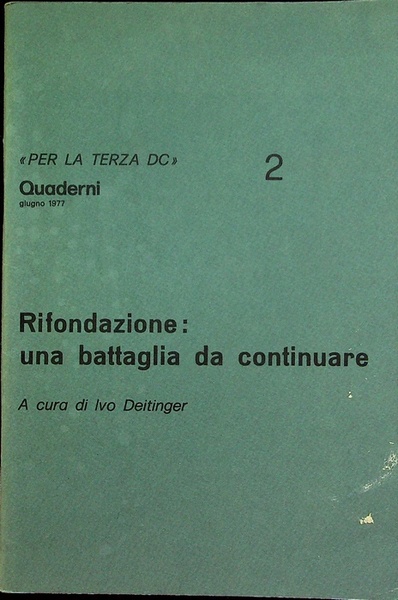 «PER LA TERZA DC»
2
Quaderni
giugno 1977
Rifondazione:
una battaglia da continuare
A cura di Ivo Deitinger